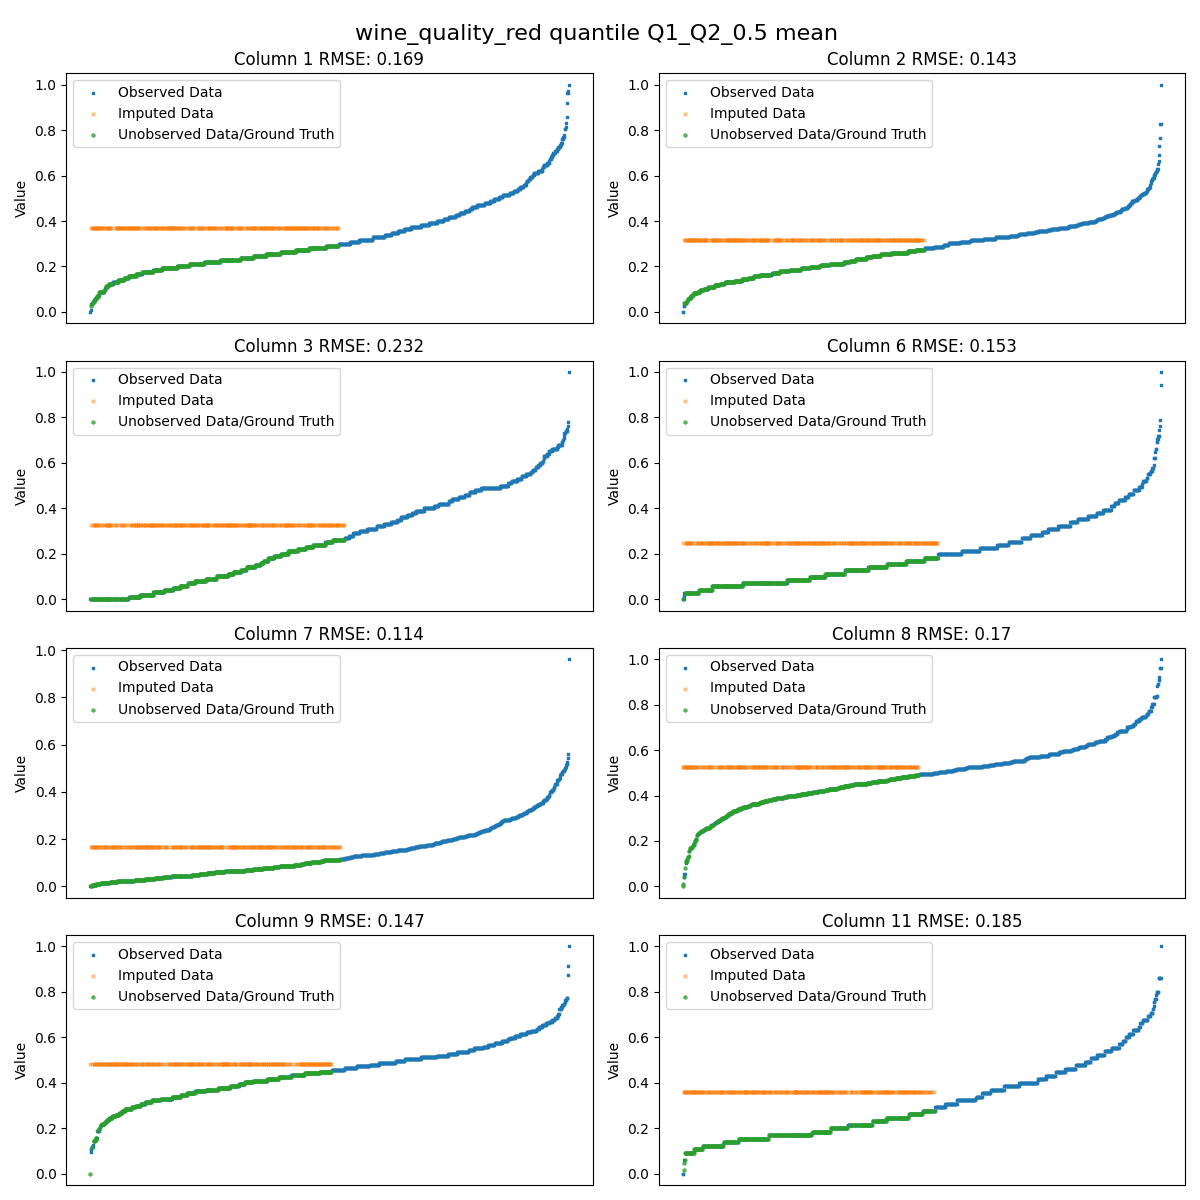 wine_quality_red quantile Q1_Q2_0.5 mean
Column 1 RMSE: 0.169
Value
1.0
0.8
0.6
0.4
0.2
0.0
Observed Data
Imputed Data
Unobserved Data/Ground Truth
Column 2 RMSE: 0.143
Value
1.0
0.8
0.6
0.4
0.2
0.0
Observed Data
Imputed Data
Unobserved Data/Ground Truth
Column 3 RMSE: 0.232
Value
1.0
0.8
0.6
0.4
0.2
0.0
Observed Data
Imputed Data
Unobserved Data/Ground Truth
Column 6 RMSE: 0.153
Value
1.0
0.8
0.6
0.4
0.2
0.0
Observed Data
Imputed Data
Unobserved Data/Ground Truth
Column 7 RMSE: 0.114
Value
1.0
0.8
0.6
0.4
0.2
0.0
Observed Data
Imputed Data
Unobserved Data/Ground Truth
Column 8 RMSE: 0.17
Value
1.0
0.8
0.6
0.4
0.2
0.0
Observed Data
Imputed Data
Unobserved Data/Ground Truth
Column 9 RMSE: 0.147
Value
1.0
0.8
0.6
0.4
0.2
0.0
Observed Data
Imputed Data
Unobserved Data/Ground Truth
Column 11 RMSE: 0.185
Value
1.0
0.8
0.6
0.4
0.2
0.0
Observed Data
Imputed Data
Unobserved Data/Ground Truth